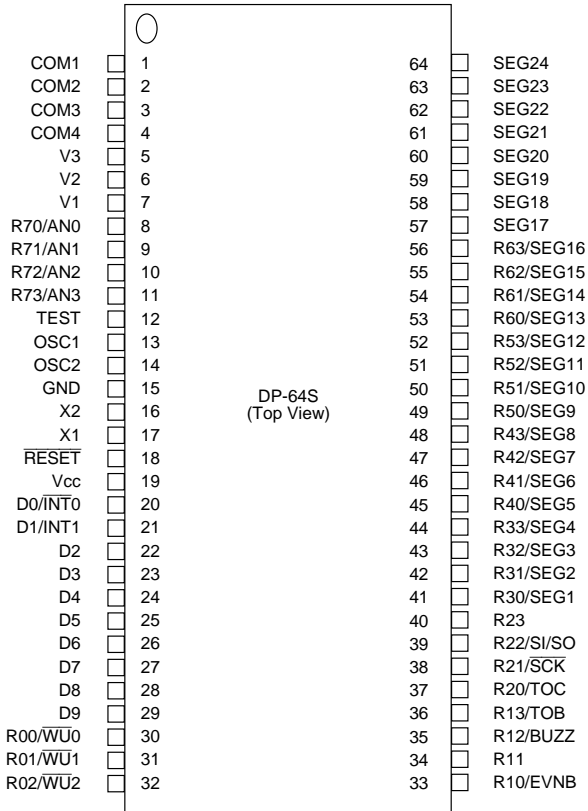 COM1 1 64 SEG24
COM2 2 63 SEG23
COM3 3 62 SEG22
COM4 4 61 SEG21
V3 5 60 SEG20
V2 6 59 SEG19
V1 7 58 SEG18
R70/AN0 8 57 SEG17
R71/AN1 9 56 R63/SEG16
R72/AN2 10 55 R62/SEG15
R73/AN3 11 54 R61/SEG14
TEST 12 53 R60/SEG13
OSC1 13 52 R53/SEG12
OSC2 14 51 R52/SEG11
GND 15 DP-64S 50 R51/SEG10
X2 16 (Top View) 49 R50/SEG9
X1 17 48 R43/SEG8
R̅E̅S̅E̅T̅ 18 47 R42/SEG7
Vcc 19 46 R41/SEG6
D0/I̅N̅T̅0 20 45 R40/SEG5
D1/INT1 21 44 R33/SEG4
D2 22 43 R32/SEG3
D3 23 42 R31/SEG2
D4 24 41 R30/SEG1
D5 25 40 R23
D6 26 39 R22/SI/SO
D7 27 38 R21/S̅C̅K̅
D8 28 37 R20/TOC
D9 29 36 R13/TOB
R00/W̅U̅0 30 35 R12/BUZZ
R01/W̅U̅1 31 34 R11
R02/W̅U̅2 32 33 R10/EVNB